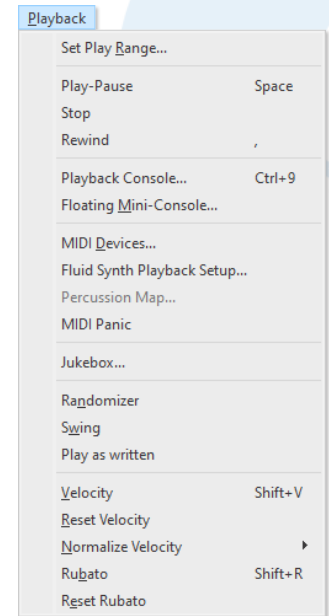 Playback
Set Play Range...
Play-Pause Space
Stop
Rewind ,
Playback Console... Ctrl+9
Floating Mini-Console...
MIDI Devices...
Fluid Synth Playback Setup...
Percussion Map...
MIDI Panic
Jukebox...
Randomizer
Swing
Play as written
Velocity Shift+V
Reset Velocity
Normalize Velocity
Rubato Shift+R
Reset Rubato